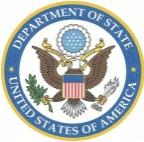 DEPARTMENT OF STATE
UNITED STATES OF AMERICA